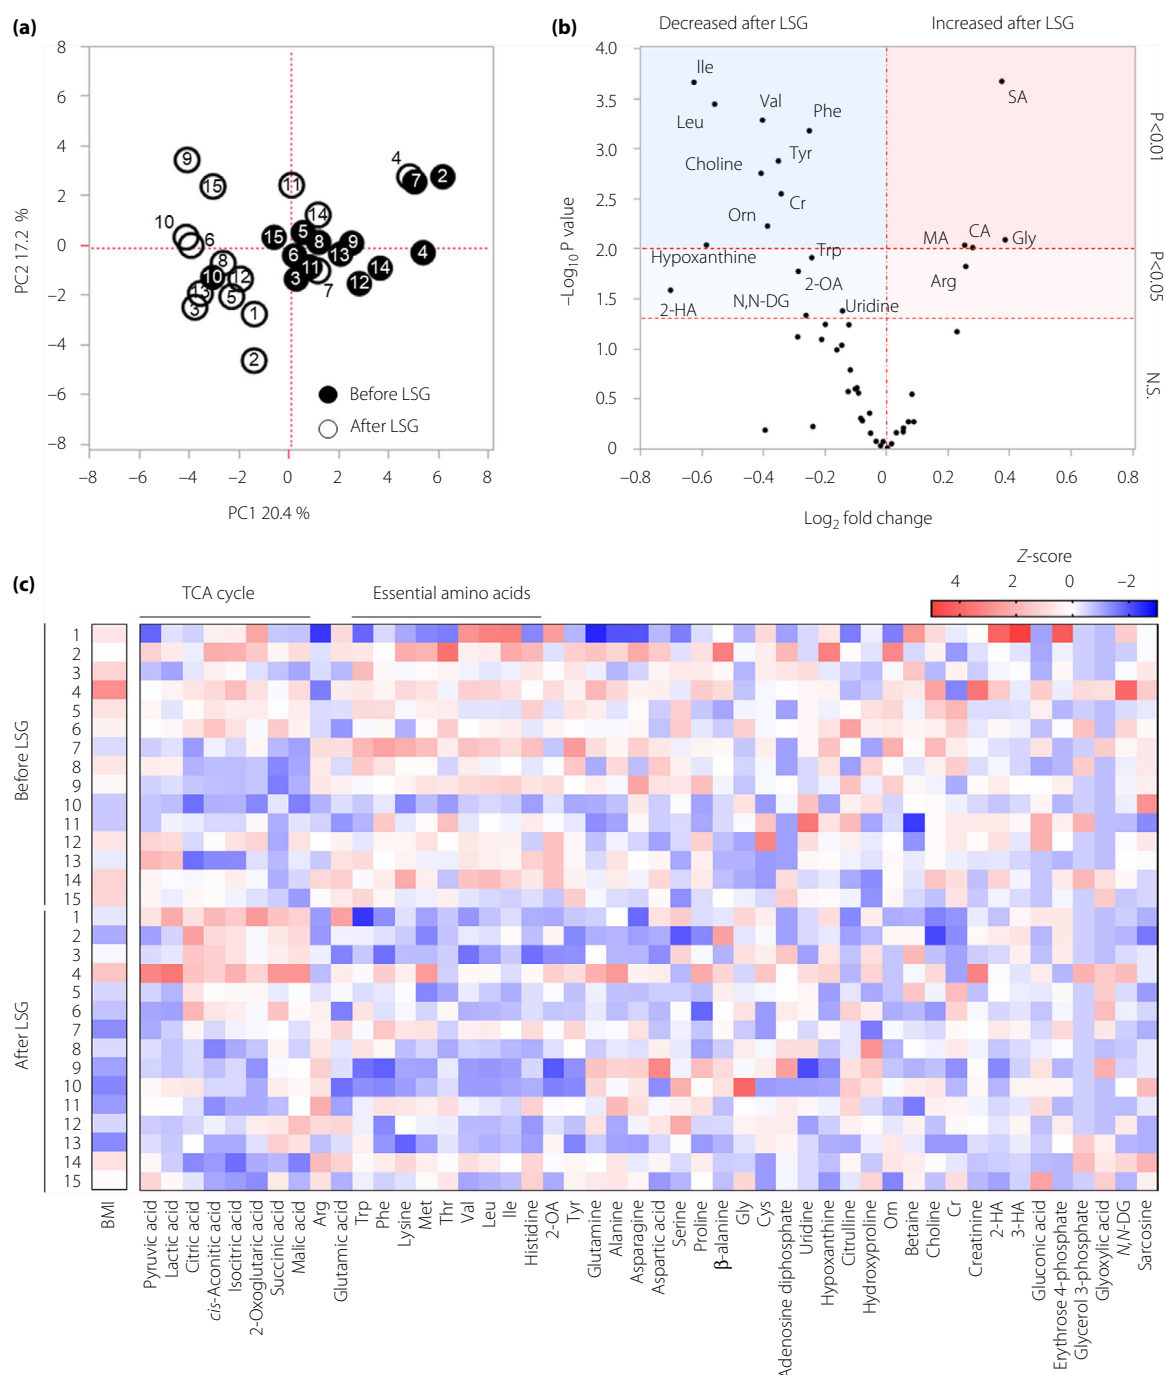 (a)
8
6
4
2
0
−2
−4
−6
−8
PC2 17.2 %
−8 −6 −4 −2 0 2 4 6 8
PC1 20.4 %
9
15
11
14
4
7
2
10
6
15
5
8
9
13
4
6
11
3
7
14
12
8
10
12
13
5
3
1
2
Before LSG
After LSG
(b)
Decreased after LSG Increased after LSG
4.0
3.5
3.0
2.5
2.0
1.5
1.0
0.5
0
−Log10 P value
−0.8 −0.6 −0.4 −0.2 0 0.2 0.4 0.6 0.8
Log2 fold change
P<0.01
P<0.05
N.S.
Ile
Leu
Val
Phe
SA
Tyr
Choline
Cr
Orn
MA
CA
Gly
Hypoxanthine
Trp
2-OA
Arg
2-HA
N,N-DG
Uridine
(c)
Z-score
4 2 0 −2
TCA cycle Essential amino acids
Before LSG
1
2
3
4
5
6
7
8
9
10
11
12
13
14
15
After LSG
1
2
3
4
5
6
7
8
9
10
11
12
13
14
15
BMI
Pyruvic acid
Lactic acid
Citric acid
cis-Aconitic acid
Isocitric acid
2-Oxoglutaric acid
Succinic acid
Malic acid
Arg
Glutamic acid
Trp
Phe
Lysine
Met
Thr
Val
Leu
Ile
Histidine
2-OA
Tyr
Glutamine
Alanine
Asparagine
Aspartic acid
Serine
Proline
β-alanine
Gly
Cys
Adenosine diphosphate
Uridine
Hypoxanthine
Citrulline
Hydroxyproline
Orn
Betaine
Choline
Cr
Creatinine
2-HA
3-HA
Gluconic acid
Erythrose 4-phosphate
Glycerol 3-phosphate
Glyoxylic acid
N,N-DG
Sarcosine